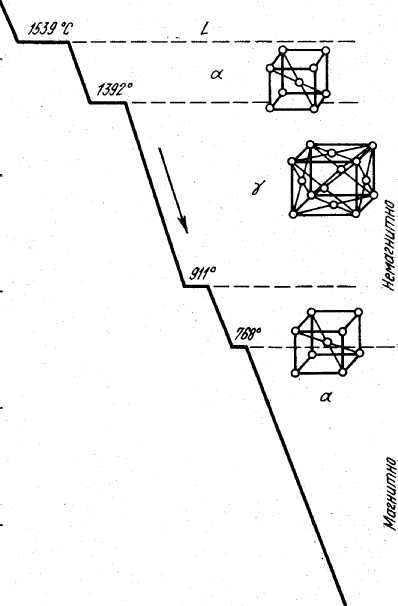 1539 °C
L
α
1392°
γ
Немагнитно
911°
768°
α
Магнитно